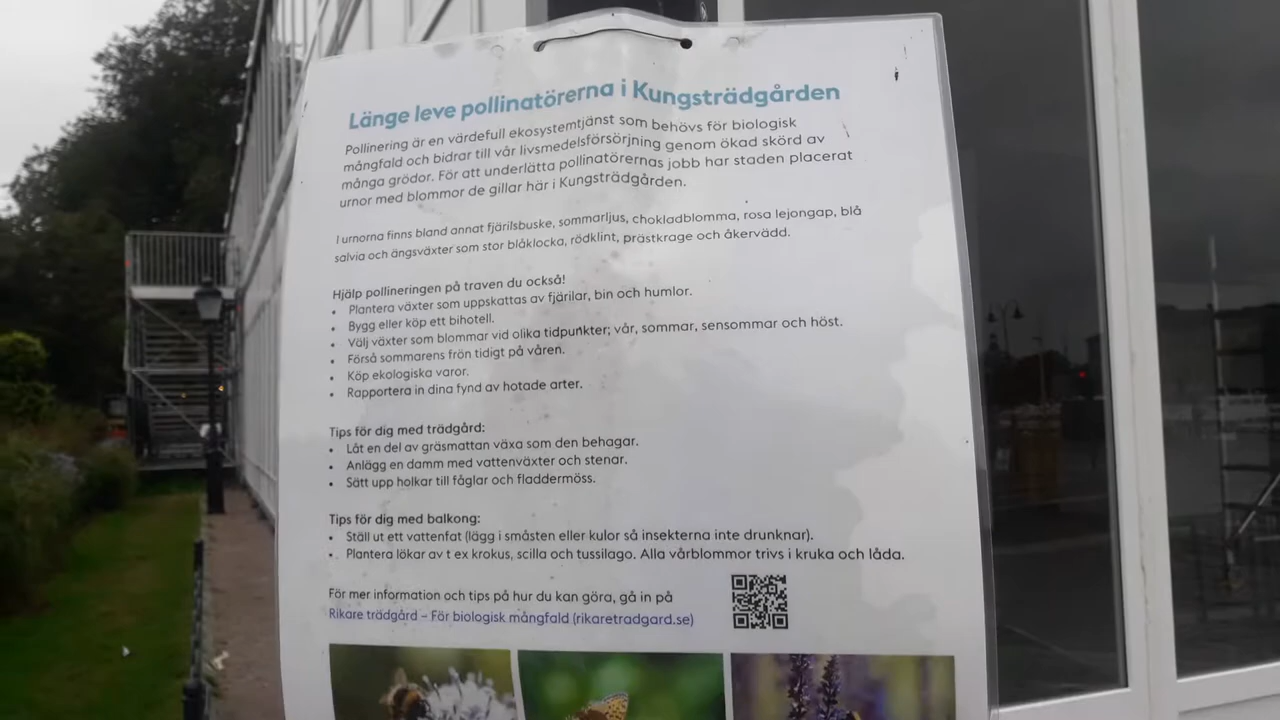 Länge leve pollinatörerna i Kungsträdgården
Pollinering är en värdefull ekosystemtjänst som behövs för biologisk
mångfald och bidrar till vår livsmedelsförsörjning genom ökad skörd av
många grödor. För att underlätta pollinatörernas jobb har staden placerat
urnor med blommor de gillar här i Kungsträdgården.
I urnorna finns bland annat fjärilsbuske, sommarljus, chokladblomma, rosa lejongap, blå
salvia och ängsväxter som stor blåklocka, rödklint, prästkrage och åkervädd.
Hjälp pollineringen på traven du också!
• Plantera växter som uppskattas av fjärilar, bin och humlor.
• Bygg eller köp ett bihotell.
• Välj växter som blommar vid olika tidpunkter; vår, sommar, sensommar och höst.
• Förså sommarens frön tidigt på våren.
• Köp ekologiska varor.
• Rapportera in dina fynd av hotade arter.
Tips för dig med trädgård:
• Låt en del av gräsmattan växa som den behagar.
• Anlägg en damm med vattenväxter och stenar.
• Sätt upp holkar till fåglar och fladdermöss.
Tips för dig med balkong:
• Ställ ut ett vattenfat (lägg i småsten eller kulor så insekterna inte drunknar).
• Plantera lökar av t ex krokus, scilla och tussilago. Alla vårblommor trivs i kruka och låda.
För mer information och tips på hur du kan göra, gå in på
Rikare trädgård – För biologisk mångfald (rikaretradgard.se)